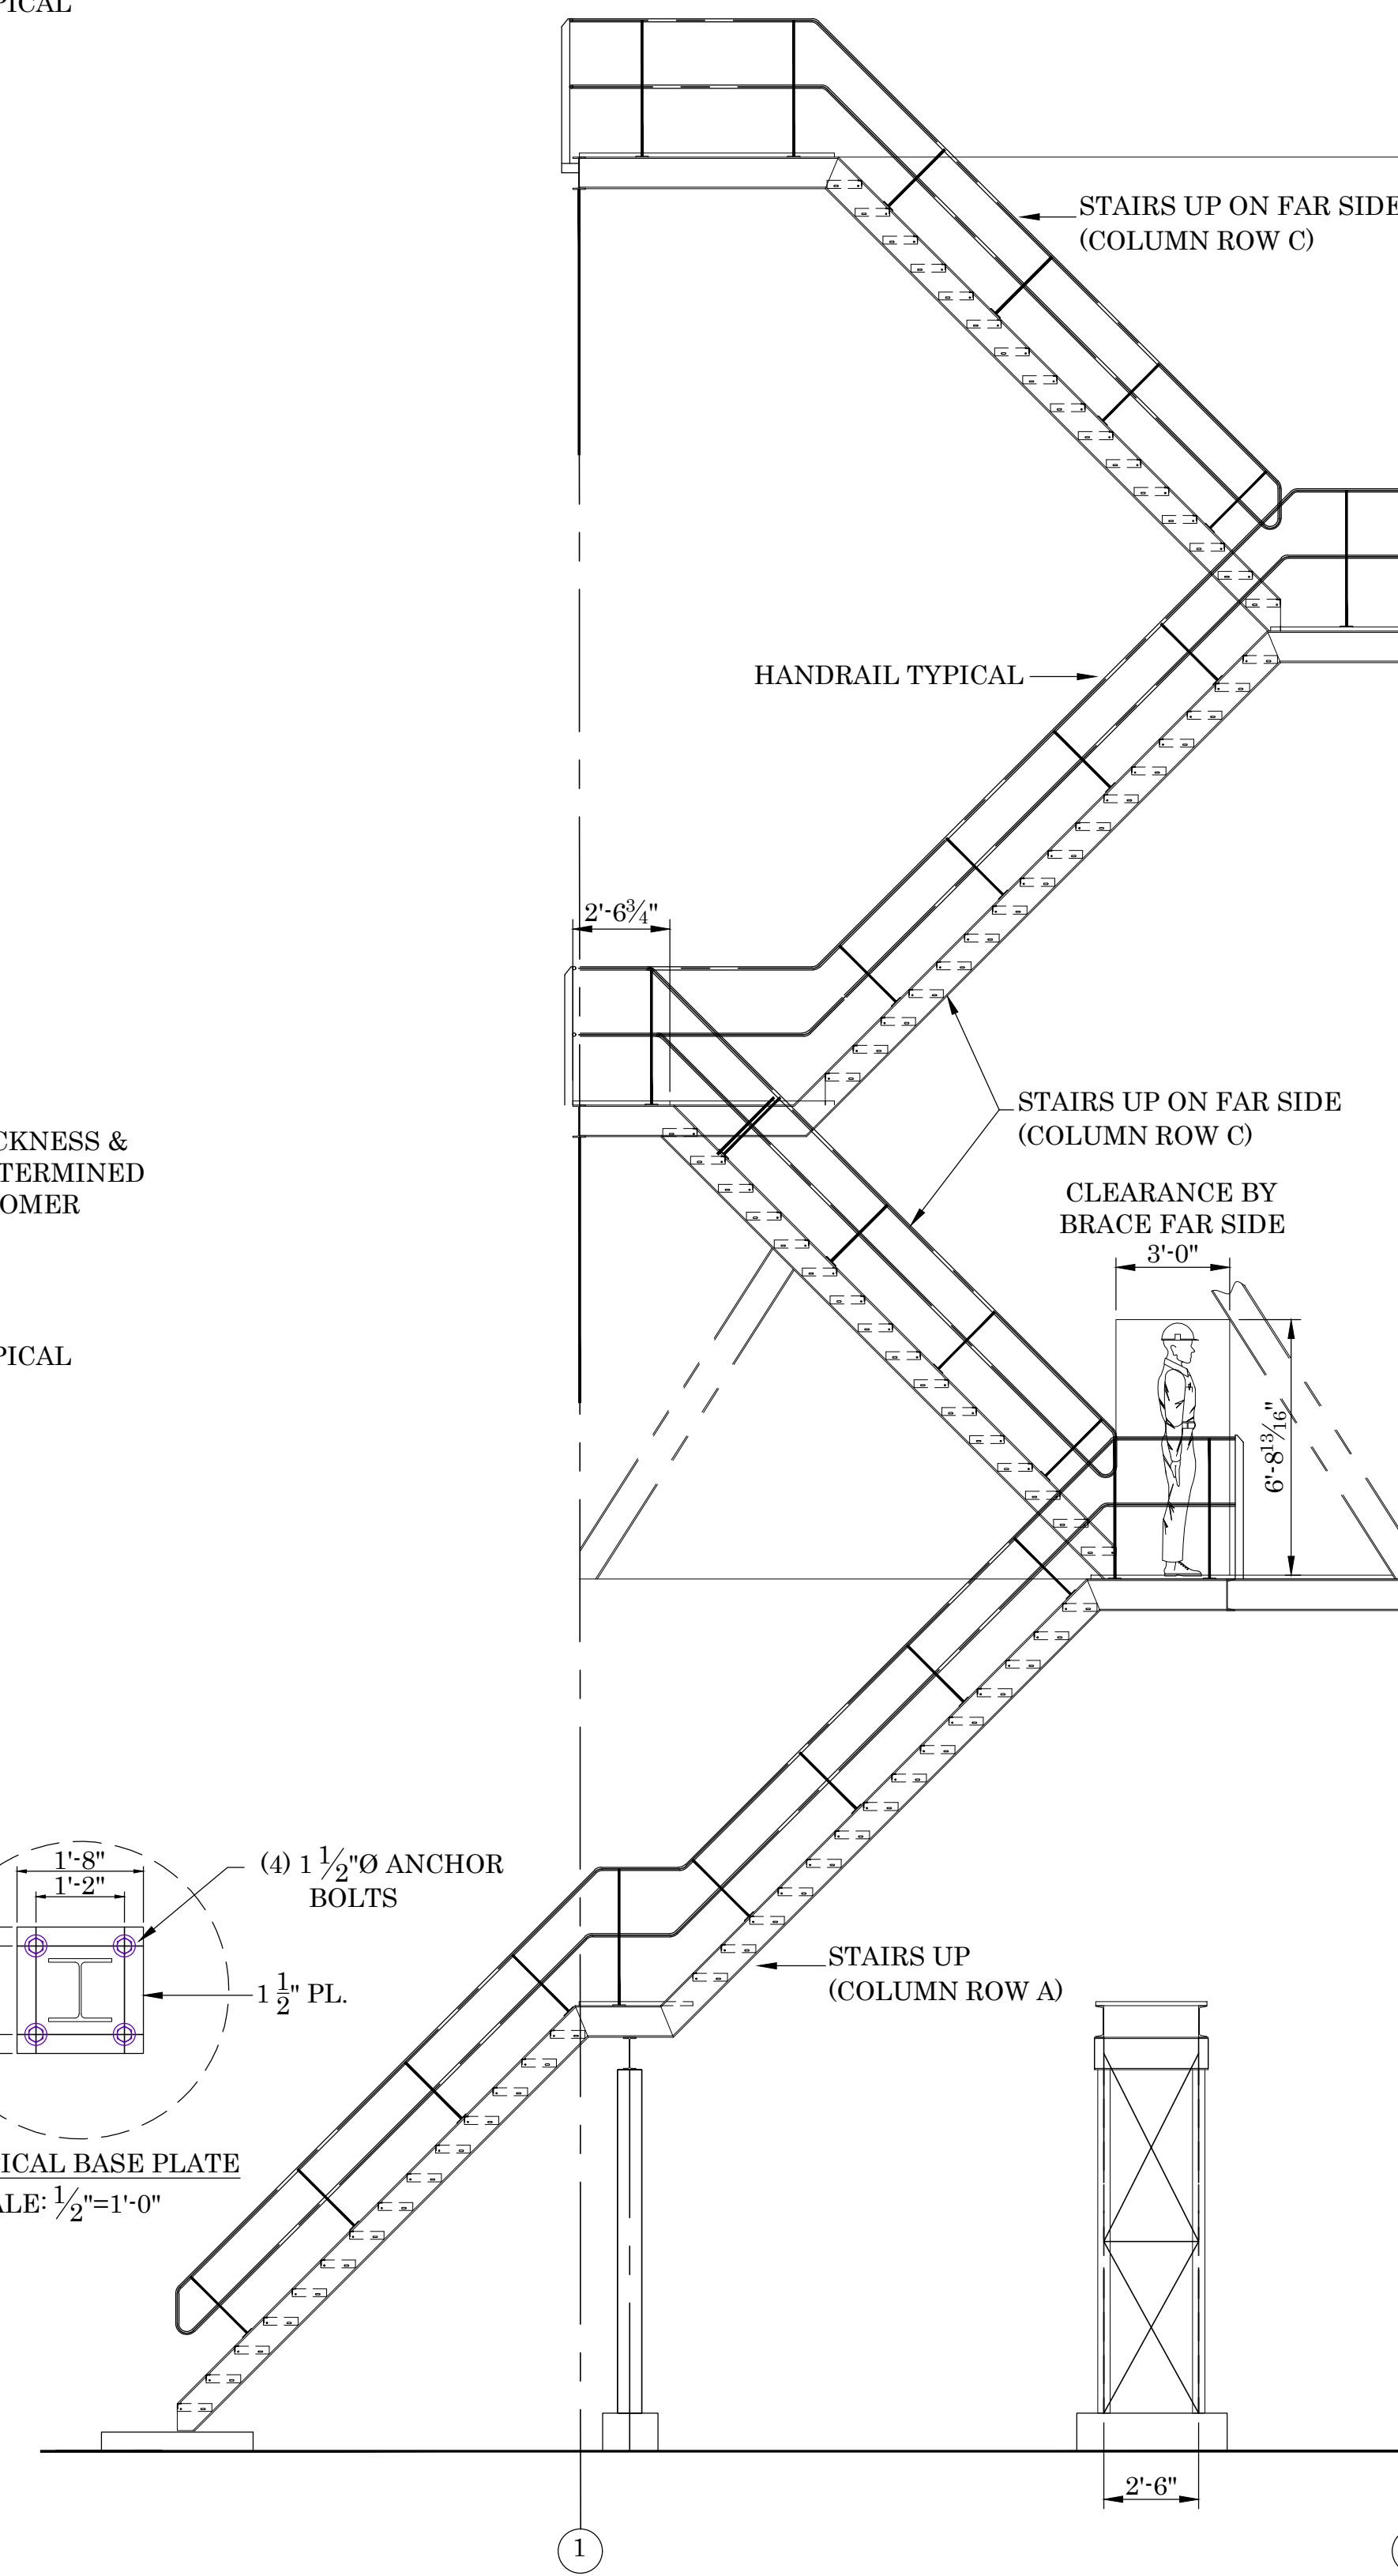 PICAL
STAIRS UP ON FAR SIDE
(COLUMN ROW C)
HANDRAIL TYPICAL
2'-6¾"
STAIRS UP ON FAR SIDE
(COLUMN ROW C)
CKNESS &
TERMINED
OMER
CLEARANCE BY
BRACE FAR SIDE
3'-0"
PICAL
6'-8¹³⁄₁₆"
1'-8"
1'-2"
(4) 1 ½"Ø ANCHOR
BOLTS
1 ½" PL.
STAIRS UP
(COLUMN ROW A)
ICAL BASE PLATE
ALE: ½"=1'-0"
2'-6"
1